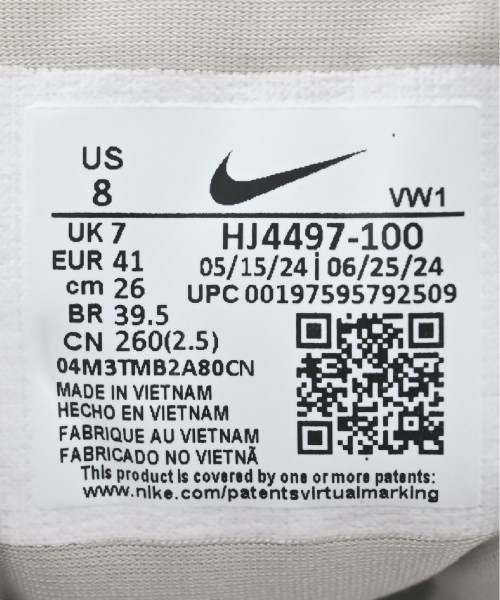 US
8
VW1
UK 7
EUR 41
cm 26
BR 39.5
CN 260(2.5)
HJ4497-100
05/15/24 | 06/25/24
UPC 00197595792509
04M3TMB2A80CN
MADE IN VIETNAM
HECHO EN VIETNAM
FABRIQUE AU VIETNAM
FABRICADO NO VIETNÃ
This product is covered by one or more patents:
www.nike.com/patentsvirtualmarking